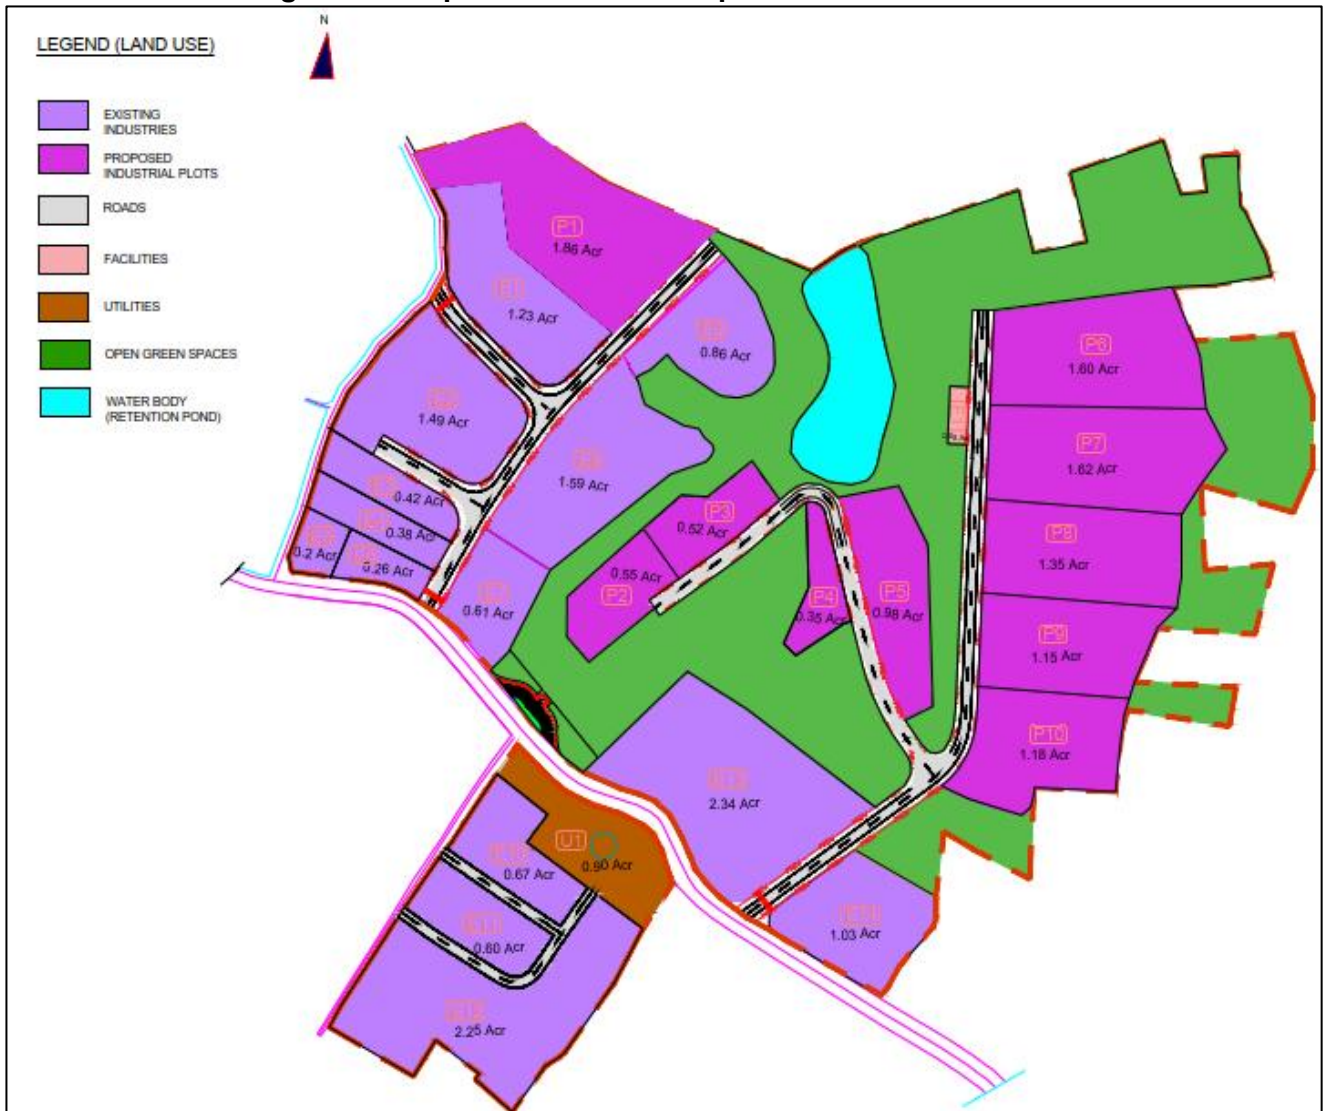 N
LEGEND (LAND USE)
EXISTING
INDUSTRIES
PROPOSED
INDUSTRIAL PLOTS
ROADS
FACILITIES
UTILITIES
OPEN GREEN SPACES
WATER BODY
(RETENTION POND)
P1
1.86 Acr
E1
1.23 Acr
0.86 Acr
1.49 Acr
1.59 Acr
0.42 Acr
0.38 Acr
0.2 Acr
0.26 Acr
0.61 Acr
P3
0.52 Acr
0.55 Acr
P2
P4
0.35 Acr
P5
0.98 Acr
P6
1.60 Acr
P7
1.62 Acr
P8
1.35 Acr
P9
1.15 Acr
P10
1.18 Acr
2.34 Acr
U1
0.90 Acr
0.67 Acr
0.60 Acr
2.25 Acr
1.03 Acr